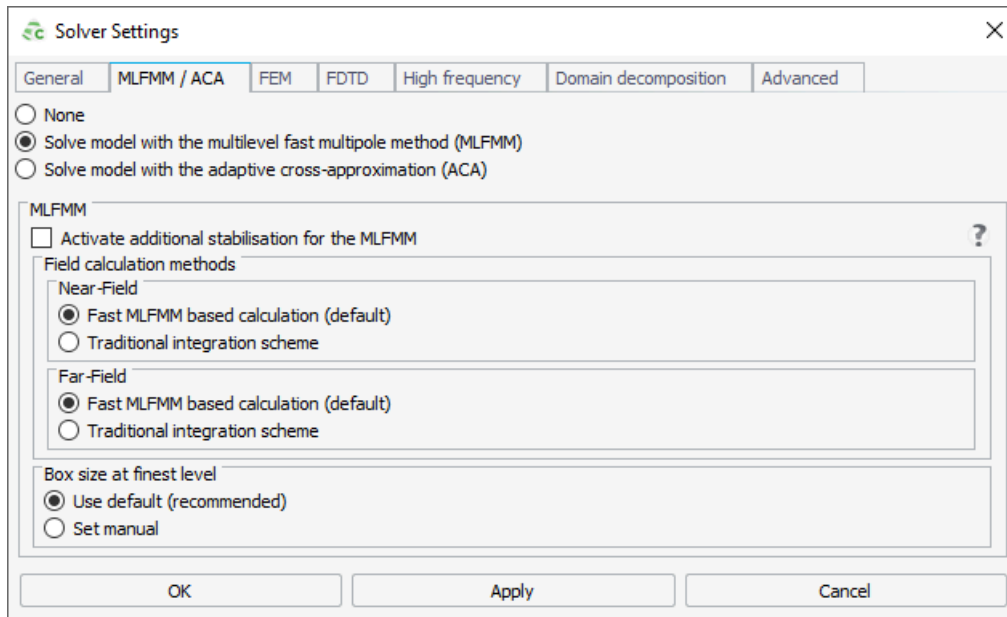 Solver Settings
General MLFMM / ACA FEM FDTD High frequency Domain decomposition Advanced
None
Solve model with the multilevel fast multipole method (MLFMM)
Solve model with the adaptive cross-approximation (ACA)
MLFMM
Activate additional stabilisation for the MLFMM
?
Field calculation methods
Near-Field
Fast MLFMM based calculation (default)
Traditional integration scheme
Far-Field
Fast MLFMM based calculation (default)
Traditional integration scheme
Box size at finest level
Use default (recommended)
Set manual
OK Apply Cancel